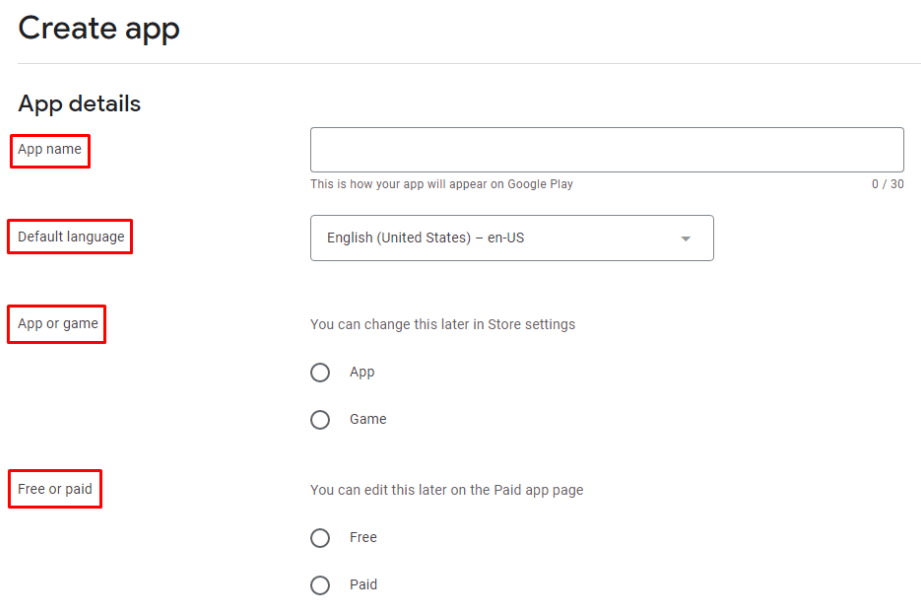 Create app
App details
App name
This is how your app will appear on Google Play
0 / 30
Default language
English (United States) – en-US
App or game
You can change this later in Store settings
App
Game
Free or paid
You can edit this later on the Paid app page
Free
Paid